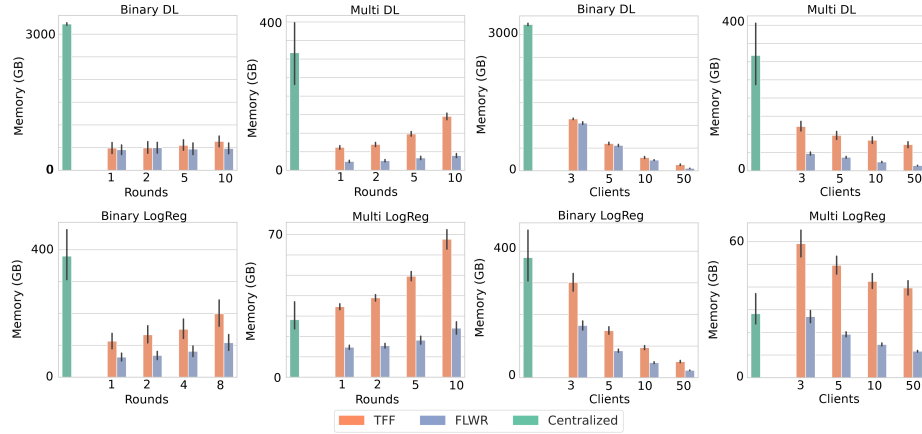 Binary DL
Memory (GB)
3000
0
1 2 5 10
Rounds
Multi DL
Memory (GB)
400
0
1 2 5 10
Rounds
Binary DL
Memory (GB)
3000
0
3 5 10 50
Clients
Multi DL
Memory (GB)
400
0
3 5 10 50
Clients
Binary LogReg
Memory (GB)
400
0
1 2 4 8
Rounds
Multi LogReg
Memory (GB)
70
0
1 2 5 10
Rounds
Binary LogReg
Memory (GB)
400
0
3 5 10 50
Clients
Multi LogReg
Memory (GB)
60
0
3 5 10 50
Clients
TFF FLWR Centralized